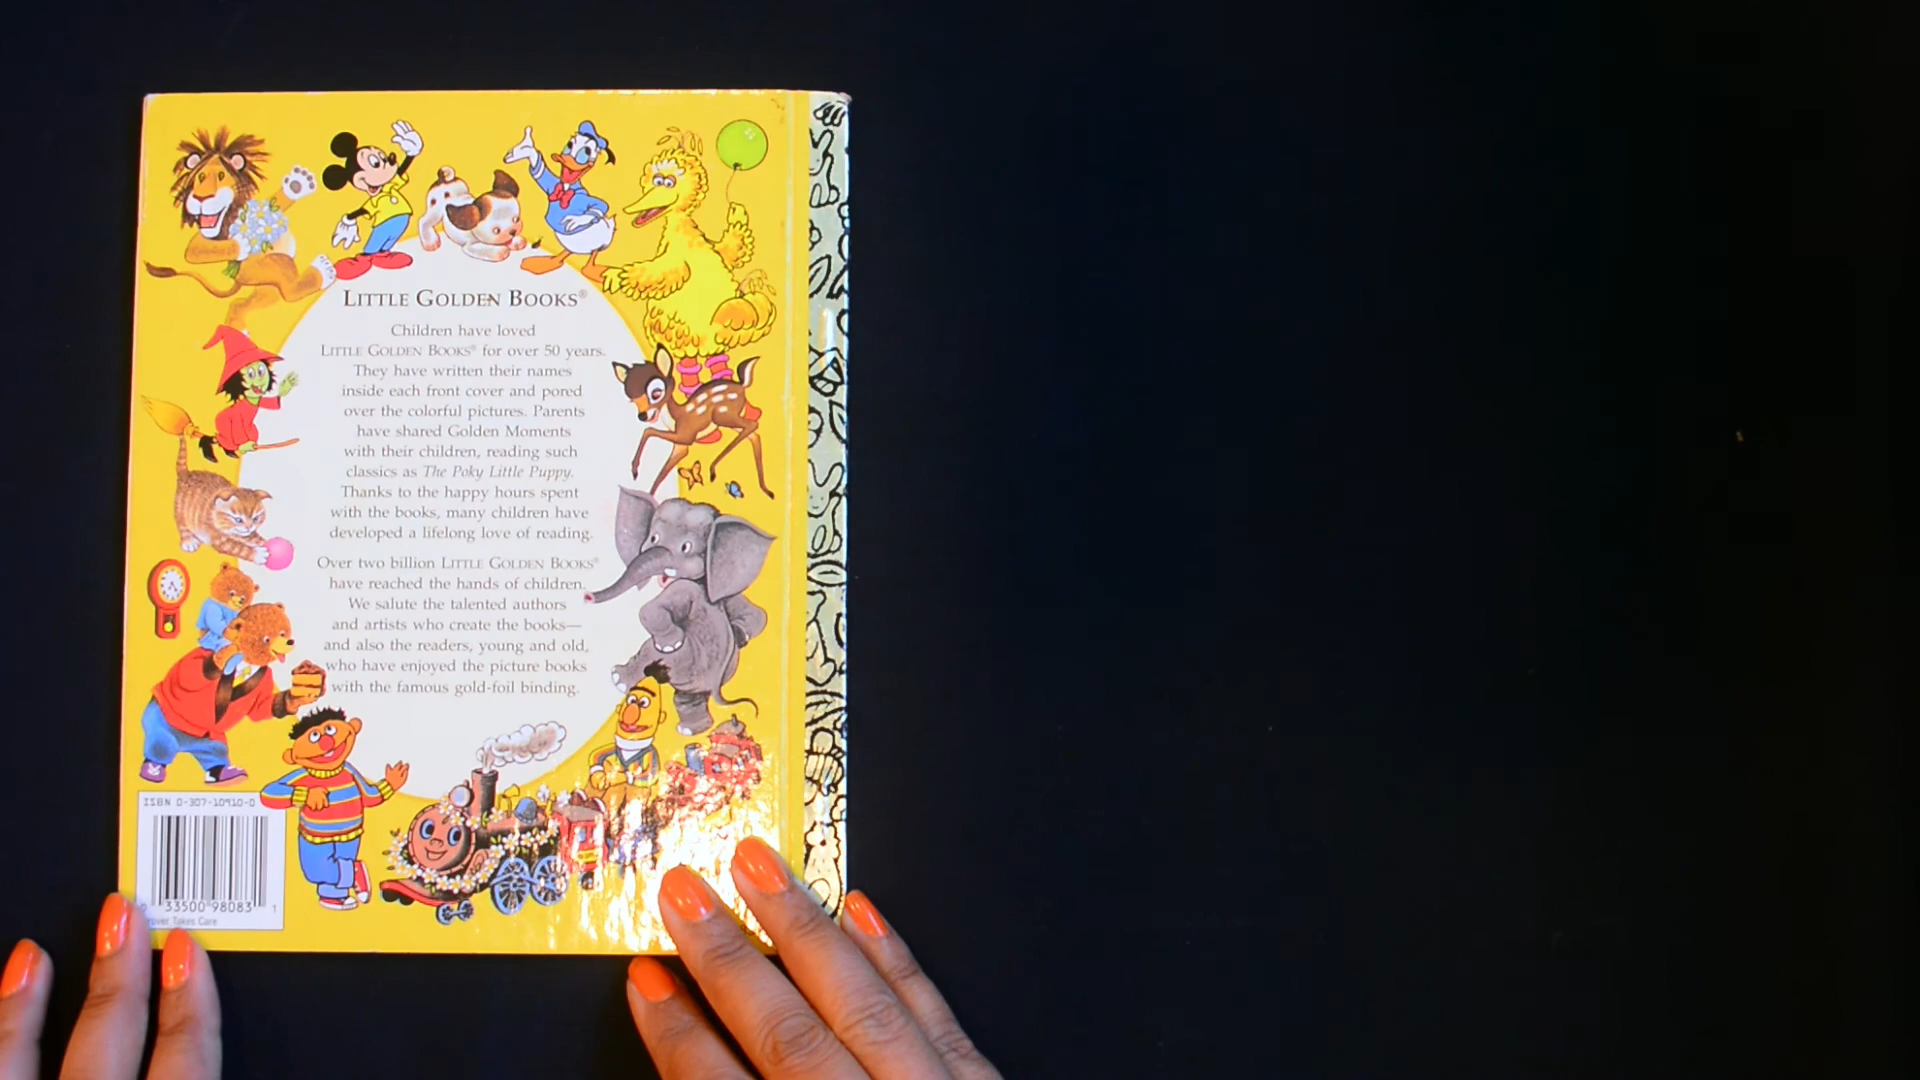 LITTLE GOLDEN BOOKS®
Children have loved
LITTLE GOLDEN BOOKS® for over 50 years.
They have written their names
inside each front cover and pored
over the colorful pictures. Parents
have shared Golden Moments
with their children, reading such
classics as The Poky Little Puppy.
Thanks to the happy hours spent
with the books, many children have
developed a lifelong love of reading.
Over two billion LITTLE GOLDEN BOOKS®
have reached the hands of children.
We salute the talented authors
and artists who create the books—
and also the readers, young and old,
who have enjoyed the picture books
with the famous gold-foil binding.
ISBN 0-307-10910-0
33500 98083 1
Takes Care